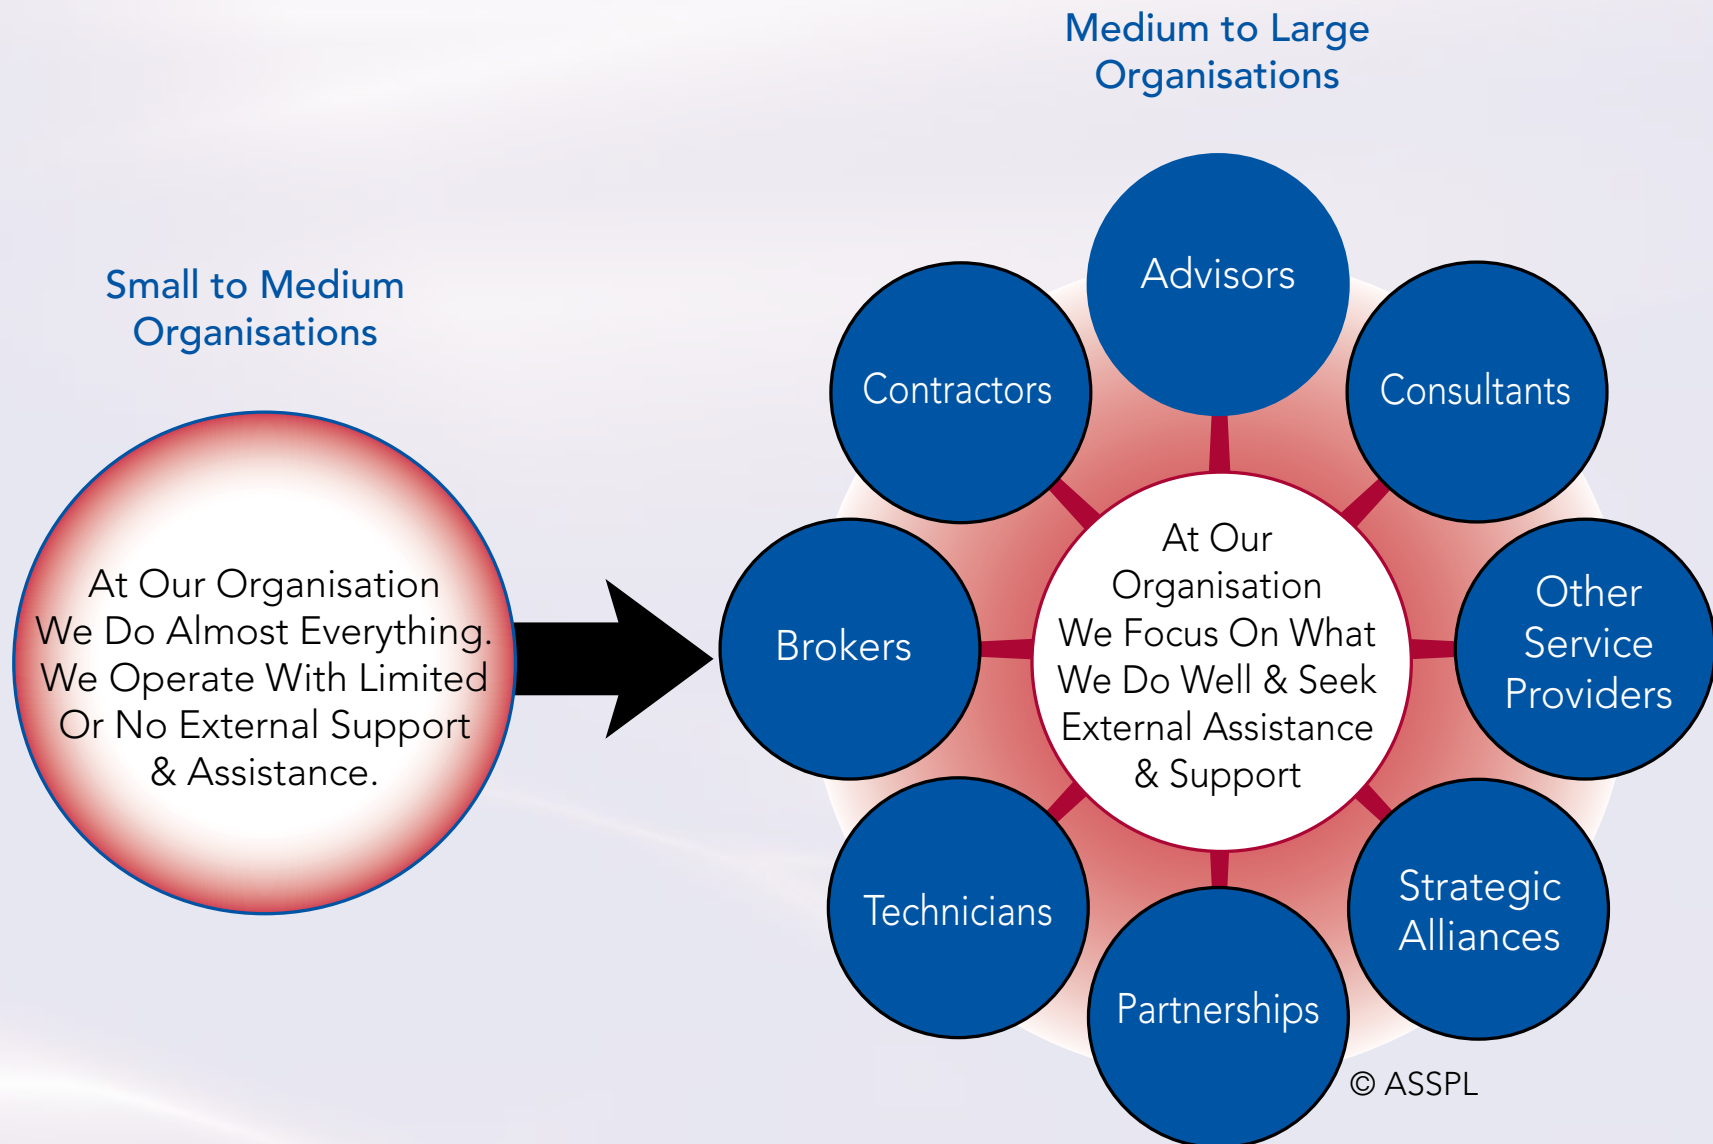 Small to Medium
Organisations
At Our Organisation
We Do Almost Everything.
We Operate With Limited
Or No External Support
& Assistance.
Medium to Large
Organisations
Advisors
Contractors
Consultants
Brokers
At Our
Organisation
We Focus On What
We Do Well & Seek
External Assistance
& Support
Other
Service
Providers
Technicians
Strategic
Alliances
Partnerships
© ASSPL